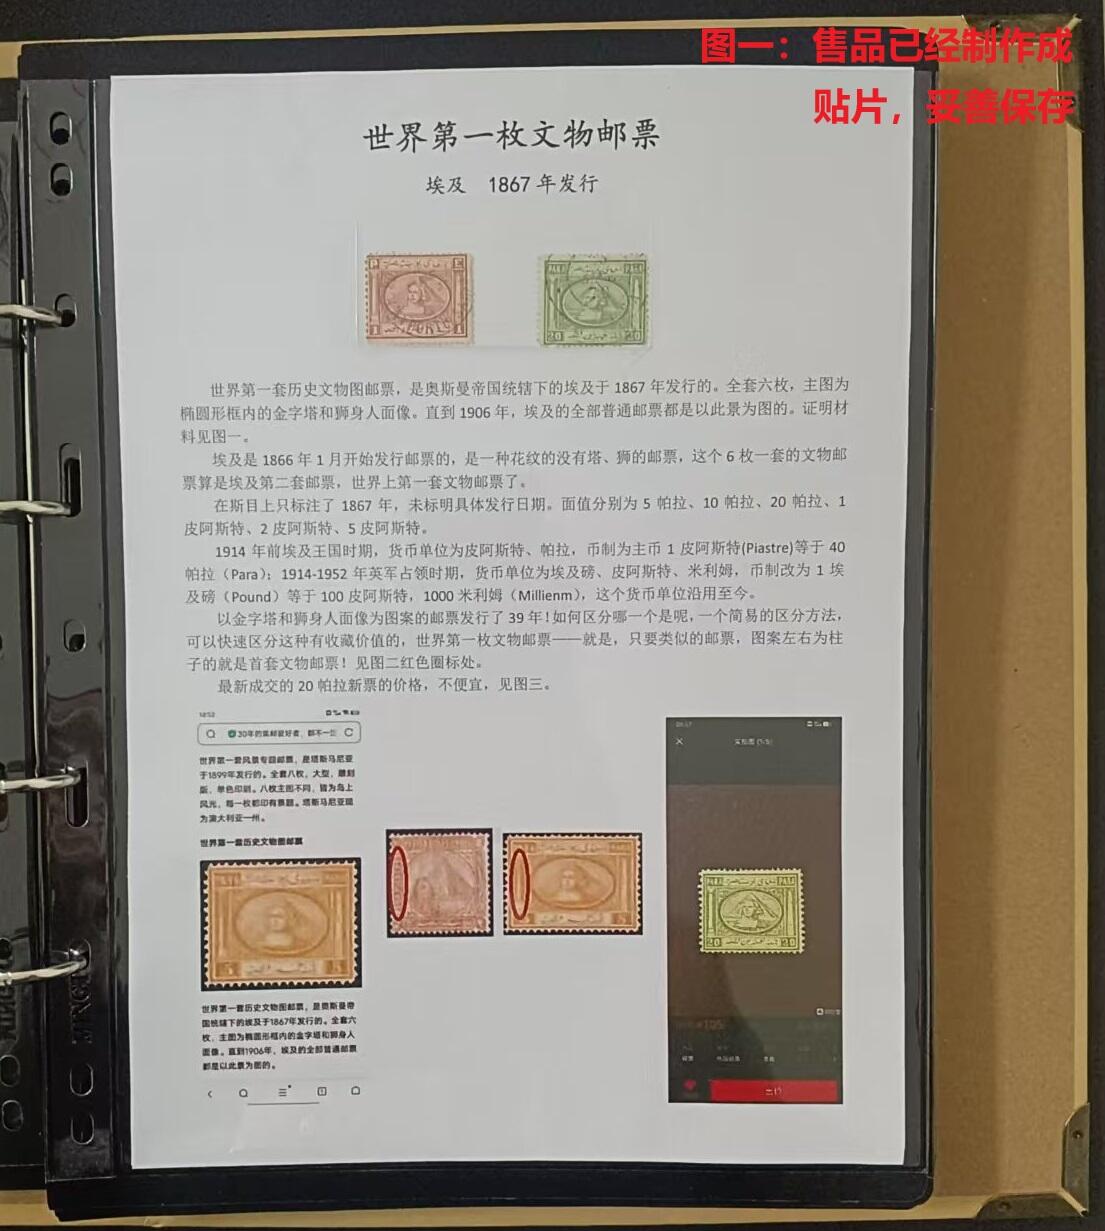 图一：售品已经制作成
贴片，妥善保存
世界第一枚文物邮票
埃及 1867 年发行
P E
1 1
PARA PARA
20 20
世界第一套历史文物图邮票，是奥斯曼帝国统辖下的埃及于 1867 年发行的。全套六枚，主图为
椭圆形框内的金字塔和狮身人面像。直到 1906 年，埃及的全部普通邮票都是以此景为图的。证明材
料见图一。
埃及是 1866 年 1 月开始发行邮票的，是一种花纹的没有塔、狮的邮票，这个 6 枚一套的文物邮
票算是埃及第二套邮票，世界上第一套文物邮票了。
在斯目上只标注了 1867 年，未标明具体发行日期。面值分别为 5 帕拉、10 帕拉、20 帕拉、1
皮阿斯特、2 皮阿斯特、5 皮阿斯特。
1914 年前埃及王国时期，货币单位为皮阿斯特、帕拉，币制为主币 1 皮阿斯特(Piastre)等于 40
帕拉（Para）；1914-1952 年英军占领时期，货币单位为埃及磅、皮阿斯特、米利姆，币制改为 1 埃
及磅（Pound）等于 100 皮阿斯特，1000 米利姆（Millienm），这个货币单位沿用至今。
以金字塔和狮身人面像为图案的邮票发行了 39 年！如何区分哪一个是呢，一个简易的区分方法，
可以快速区分这种有收藏价值的，世界第一枚文物邮票——就是，只要类似的邮票，图案左右为柱
子的就是首套文物邮票！见图二红色圈标处。
最新成交的 20 帕拉新票的价格，不便宜，见图三。
18:52
30年的集邮爱好者，都不一定
世界第一套风景专题邮票，是塔斯马尼亚
于1899年发行的。全套八枚，大型，雕刻
版，单色印刷。八枚主图不同，皆为岛上
风光，每一枚都印有票题。塔斯马尼亚现
为澳大利亚一州。
世界第一套历史文物图邮票
5 5
世界第一套历史文物图邮票，是奥斯曼帝
国统辖下的埃及于1867年发行的。全套六
枚，主图为椭圆形框内的金字塔和狮身人
面像。直到1906年，埃及的全部普通邮票
都是以此景为图的。
PARA PARA
20 20